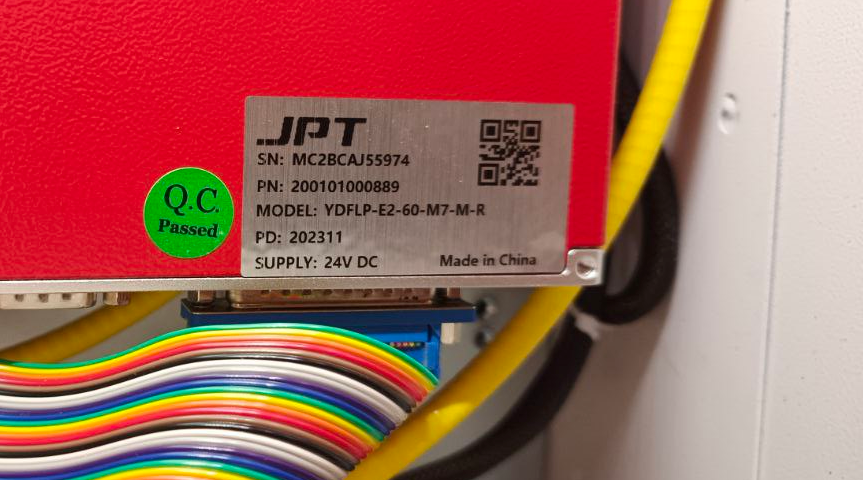 JPT
SN: MC2BCAJ55974
PN: 200101000889
MODEL: YDFLP-E2-60-M7-M-R
PD: 202311
SUPPLY: 24V DC
Made in China
Q.C.
Passed